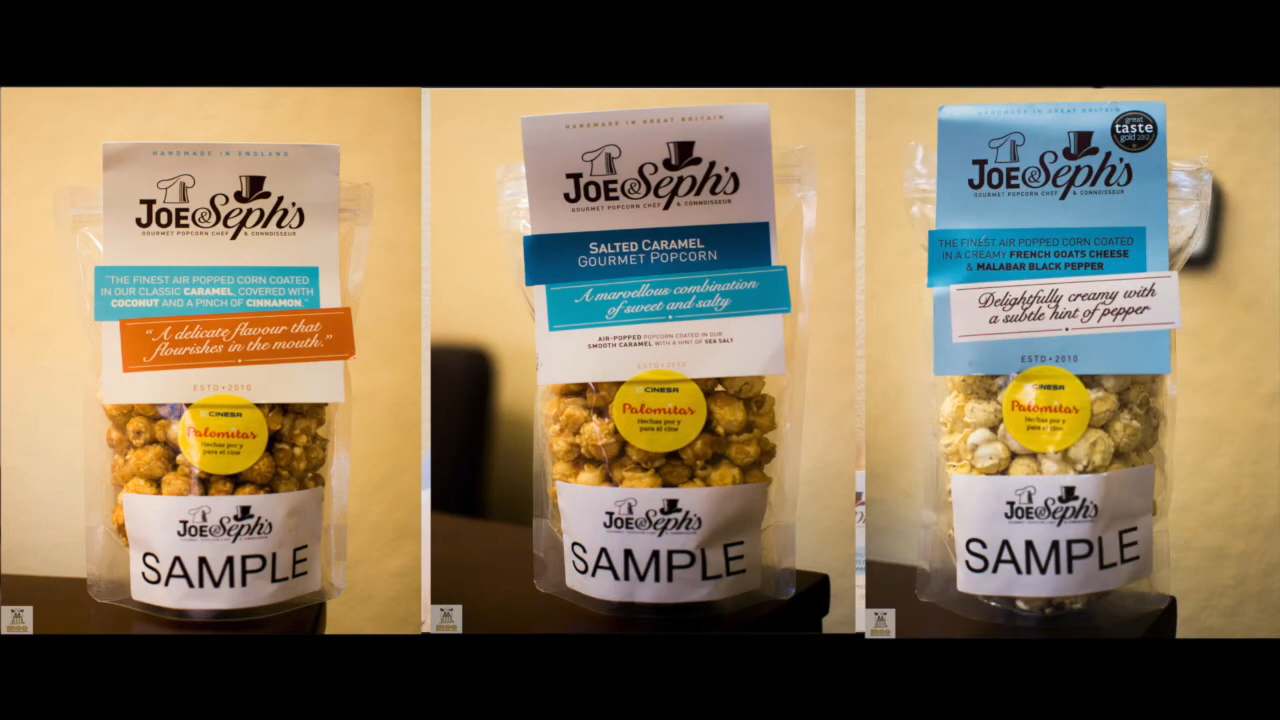 HANDMADE IN ENGLAND
JOE & Seph's
GOURMET POPCORN CHEF & CONNOISSEUR
"THE FINEST AIR POPPED CORN COATED
IN OUR CLASSIC CARAMEL, COVERED WITH
COCONUT AND A PINCH OF CINNAMON."
"A delicate flavour that
flourishes in the mouth."
ESTD • 2010
CINESA
Palomitas
Hechas por y
para el cine
JOE & Seph's
SAMPLE
HANDMADE IN GREAT BRITAIN
JOE & Seph's
GOURMET POPCORN CHEF & CONNOISSEUR
SALTED CARAMEL
GOURMET POPCORN
A marvellous combination
of sweet and salty
AIR-POPPED POPCORN COATED IN OUR
SMOOTH CARAMEL WITH A HINT OF SEA SALT
ESTD • 2010
CINESA
Palomitas
Hechas por y
para el cine
JOE & Seph's
SAMPLE
HANDMADE IN GREAT BRITAIN
great
taste
gold 2012
JOE & Seph's
GOURMET POPCORN CHEF & CONNOISSEUR
THE FINEST AIR POPPED CORN COATED
IN A CREAMY FRENCH GOATS CHEESE
& MALABAR BLACK PEPPER
Delightfully creamy with
a subtle hint of pepper
ESTD • 2010
CINESA
Palomitas
Hechas por y
para el cine
JOE & Seph's
SAMPLE